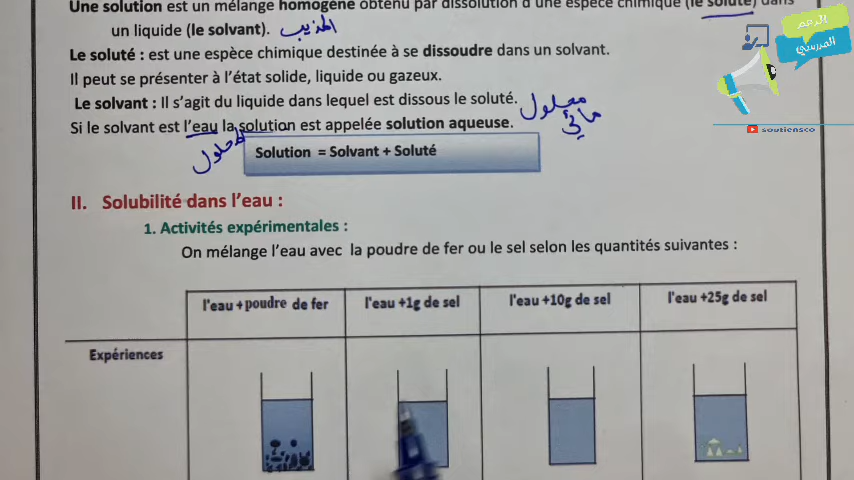 Une solution est un mélange homogène obtenu par dissolution d'une espèce chimique (le soluté) dans
un liquide (le solvant). المذيب
Le soluté : est une espèce chimique destinée à se dissoudre dans un solvant.
Il peut se présenter à l'état solide, liquide ou gazeux.
Le solvant : Il s'agit du liquide dans lequel est dissous le soluté. محلول
Si le solvant est l'eau la solution est appelée solution aqueuse. مائي
المحلول
Solution = Solvant + Soluté
II. Solubilité dans l'eau :
1. Activités expérimentales :
On mélange l'eau avec la poudre de fer ou le sel selon les quantités suivantes :
l'eau +poudre de fer l'eau +1g de sel l'eau +10g de sel l'eau +25g de sel
Expériences
الدعم
المدرسي
soutiensco